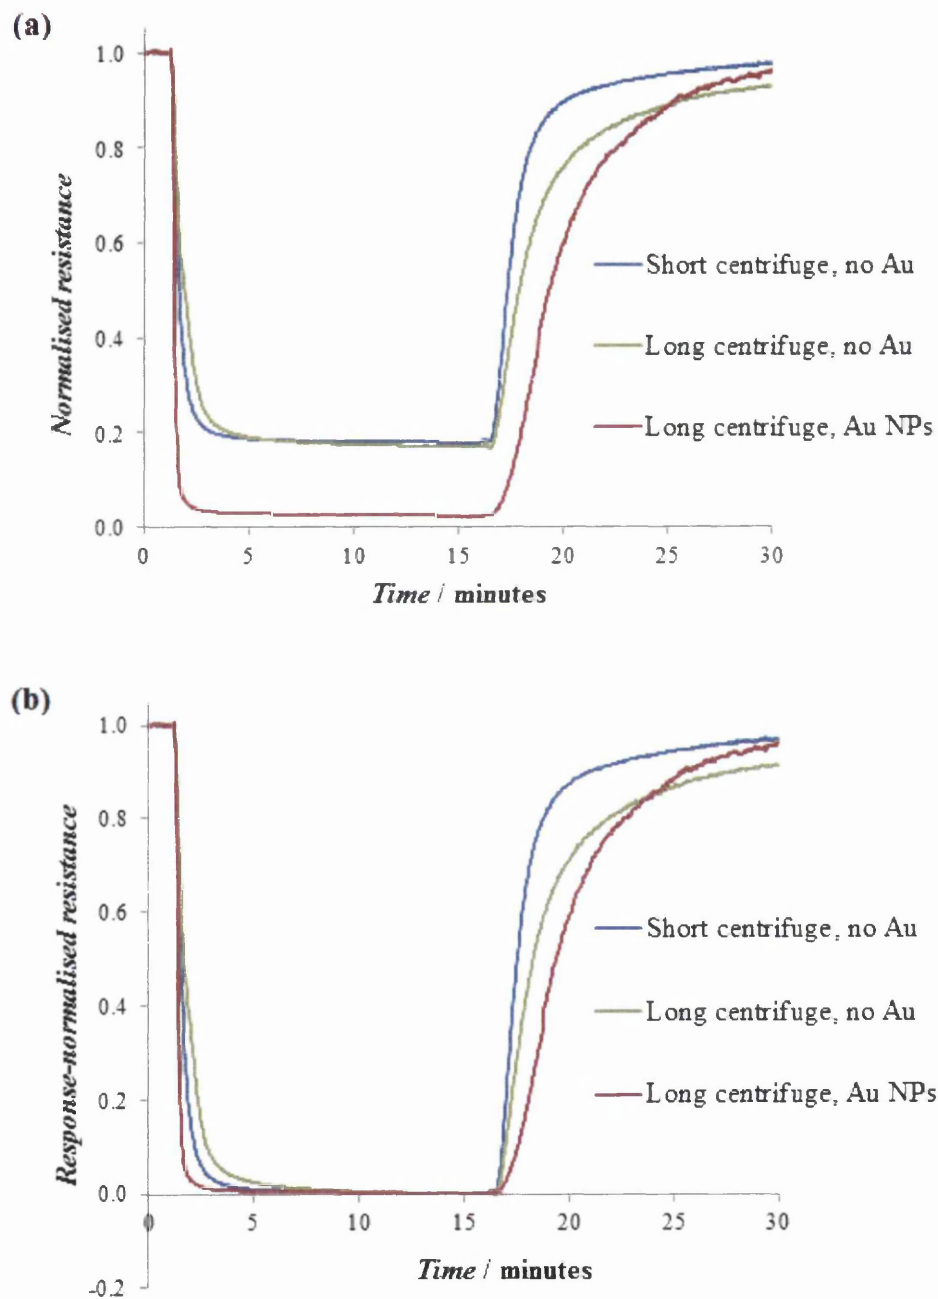 (a)
1.0
0.8
0.6
0.4
0.2
0.0
Normalised resistance
0 5 10 15 20 25 30
Time / minutes
Short centrifuge, no Au
Long centrifuge, no Au
Long centrifuge, Au NPs
(b)
1.0
0.8
0.6
0.4
0.2
0.0
-0.2
Response-normalised resistance
0 5 10 15 20 25 30
Time / minutes
Short centrifuge, no Au
Long centrifuge, no Au
Long centrifuge, Au NPs